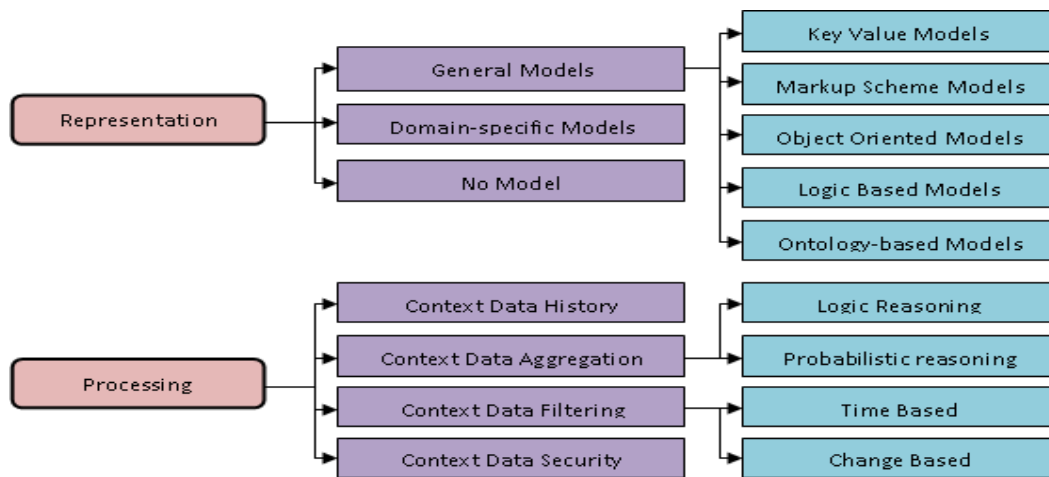 Representation
General Models
Domain-specific Models
No Model
Key Value Models
Markup Scheme Models
Object Oriented Models
Logic Based Models
Ontology-based Models
Processing
Context Data History
Context Data Aggregation
Context Data Filtering
Context Data Security
Logic Reasoning
Probabilistic reasoning
Time Based
Change Based